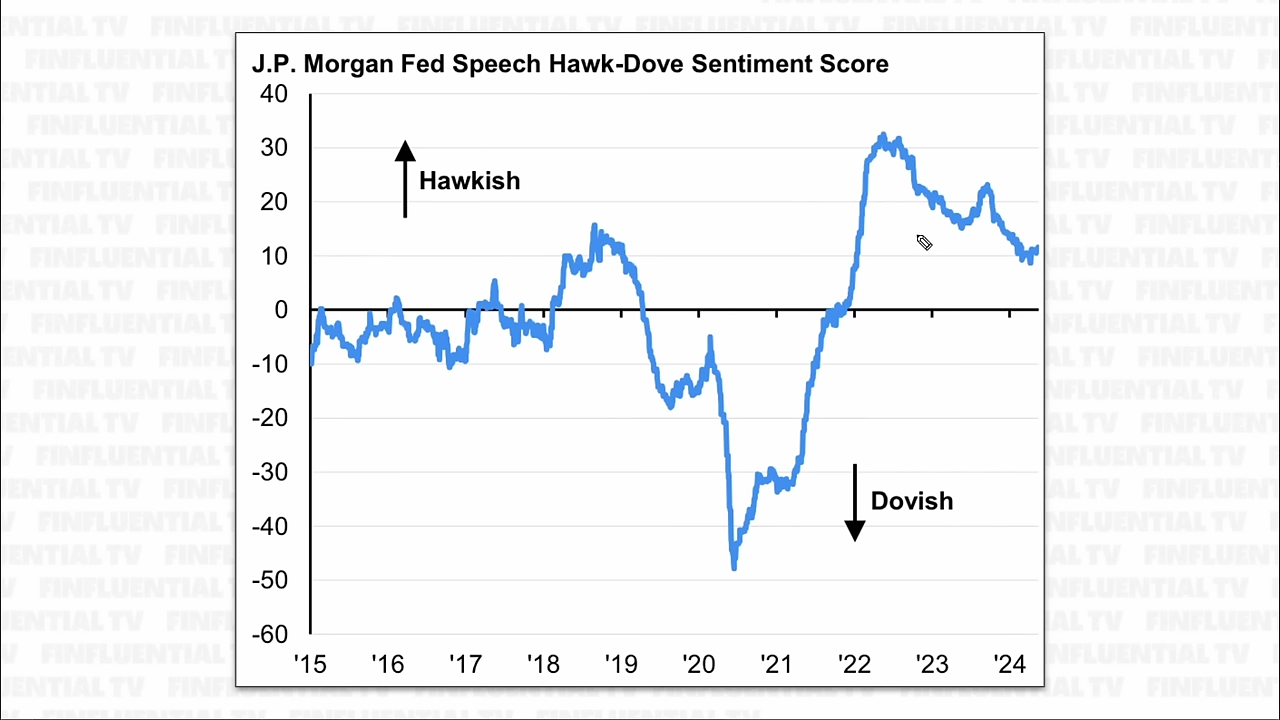 FINFLUENTIAL TV
J.P. Morgan Fed Speech Hawk-Dove Sentiment Score
40
30
20
10
0
-10
-20
-30
-40
-50
-60
Hawkish
Dovish
'15 '16 '17 '18 '19 '20 '21 '22 '23 '24